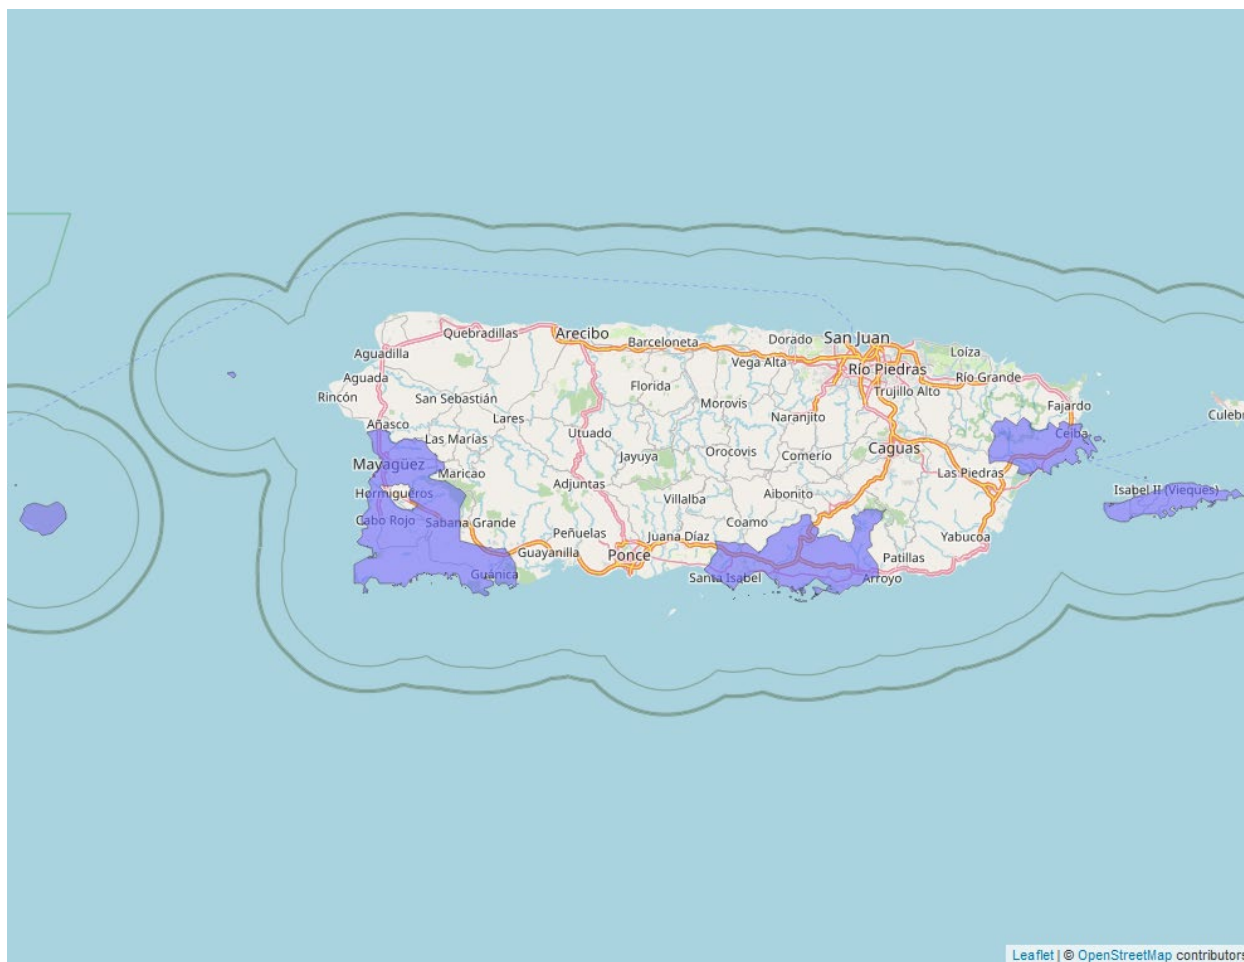 Quebradillas
Arecibo
Barceloneta
Dorado
San Juan
Loíza
Aguadilla
Vega Alta
Río Piedras
Río Grande
Aguada
Florida
Trujillo Alto
Rincón
San Sebastián
Morovis
Fajardo
Lares
Naranjito
Culebr
Añasco
Las Marías
Utuado
Ceiba
Mayagüez
Jayuya
Orocovis
Comerío
Caguas
Maricao
Adjuntas
Las Piedras
Hormigueros
Villalba
Aibonito
Isabel II (Vieques)
Cabo Rojo
Sabana Grande
Peñuelas
Coamo
Juana Díaz
Yabucoa
Guayanilla
Ponce
Patillas
Guánica
Santa Isabel
Arroyo
Leaflet | © OpenStreetMap contributors